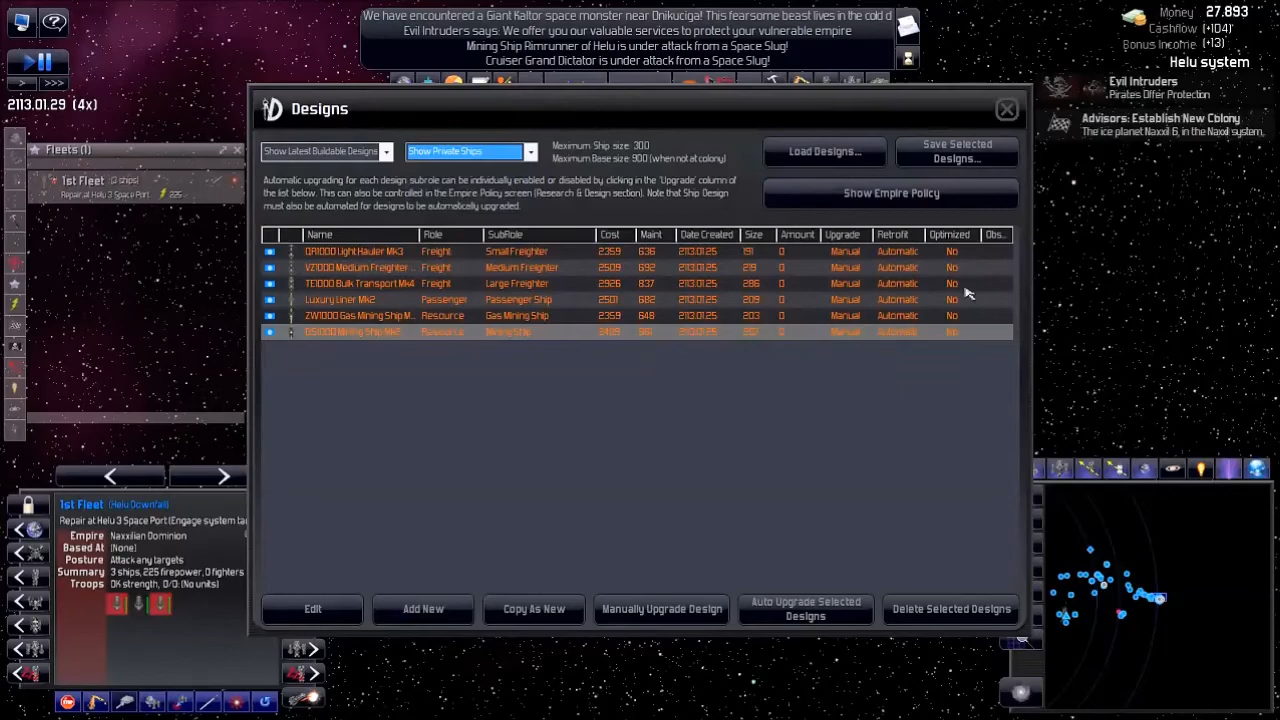 We have encountered a Giant Kaltor space monster near Onikuciga! This fearsome beast lives in the cold d
Evil Intruders says: We offer you our valuable services to protect your vulnerable empire
Mining Ship Rimrunner of Helu is under attack from a Space Slug!
Cruiser Grand Dictator is under attack from a Space Slug!
Money 27.893
Cashflow (+104)
Bonus Income (+13)
Helu system
> >>>
2113.01.29 (4x)
Evil Intruders
Pirates Offer Protection
Advisors: Establish New Colony
The ice planet Naxxil 6, in the Naxxil system,
Fleets (1)
1st Fleet (3 ships)
Repair at Helu 3 Space Port 225
Designs
Show Latest Buildable Designs
Show Private Ships
Maximum Ship size: 300
Maximum Base size: 900 (when not at colony)
Load Designs...
Save Selected Designs...
Automatic upgrading for each design subrole can be individually enabled or disabled by clicking in the 'Upgrade' column of
the list below. This can also be controlled in the Empire Policy screen (Research & Design section). Note that Ship Design
must also be automated for designs to be automatically upgraded.
Show Empire Policy
Name Role SubRole Cost Maint Date Created Size Amount Upgrade Retrofit Optimized Obs...
QR1000 Light Hauler Mk3 Freight Small Freighter 2359 636 2113.01.25 191 0 Manual Automatic No
VZ1000 Medium Freighter ... Freight Medium Freighter 2509 692 2113.01.25 219 0 Manual Automatic No
TE1000 Bulk Transport Mk4 Freight Large Freighter 2926 837 2113.01.25 286 0 Manual Automatic No
Luxury Liner Mk2 Passenger Passenger Ship 2501 682 2113.01.25 209 0 Manual Automatic No
ZW1000 Gas Mining Ship M... Resource Gas Mining Ship 2359 648 2113.01.25 203 0 Manual Automatic No
Mining Ship Resource Mining Ship 2113.01.25 0 Manual Automatic No
Edit
Add New
Copy As New
Manually Upgrade Design
Auto Upgrade Selected Designs
Delete Selected Designs
1st Fleet (Helu Downfall)
Repair at Helu 3 Space Port (Engage system ta
Empire Naxxilian Dominion
Based At (None)
Posture Attack any targets
Summary 3 ships, 225 firepower, 0 fighters
Troops 0K strength, 0/0: (No units)